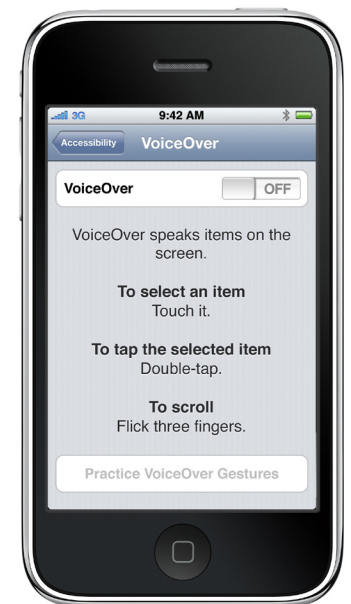 3G 9:42 AM
Accessibility VoiceOver
VoiceOver OFF
VoiceOver speaks items on the
screen.
To select an item
Touch it.
To tap the selected item
Double-tap.
To scroll
Flick three fingers.
Practice VoiceOver Gestures